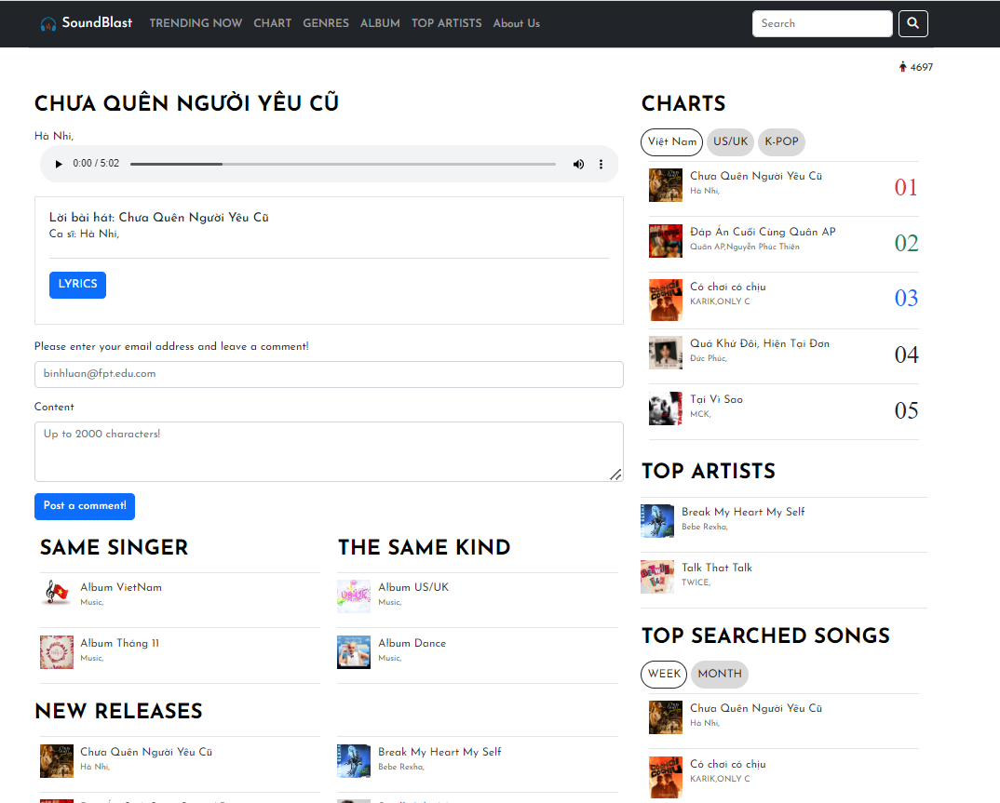 SoundBlast TRENDING NOW CHART GENRES ALBUM TOP ARTISTS About Us Search
4697
CHƯA QUÊN NGƯỜI YÊU CŨ
Hà Nhi,
0:00 / 5:02
Lời bài hát: Chưa Quên Người Yêu Cũ
Ca sĩ: Hà Nhi,
LYRICS
Please enter your email address and leave a comment!
binhluan@fpt.edu.com
Content
Up to 2000 characters!
Post a comment!
SAME SINGER
Album VietNam
Music,
Album Tháng 11
Music,
THE SAME KIND
Album US/UK
Music,
Album Dance
Music,
NEW RELEASES
Chưa Quên Người Yêu Cũ
Hà Nhi,
Break My Heart My Self
Bebe Rexha,
CHARTS
Việt Nam US/UK K-POP
Chưa Quên Người Yêu Cũ
Hà Nhi,
01
Đáp Án Cuối Cùng Quân AP
Quân AP,Nguyễn Phúc Thiện
02
Có chơi có chịu
KARIK,ONLY C
03
Quá Khứ Đôi, Hiện Tại Đơn
Đức Phúc,
04
Tại Vì Sao
MCK,
05
TOP ARTISTS
Break My Heart My Self
Bebe Rexha,
Talk That Talk
TWICE,
TOP SEARCHED SONGS
WEEK MONTH
Chưa Quên Người Yêu Cũ
Hà Nhi,
Có chơi có chịu
KARIK,ONLY C